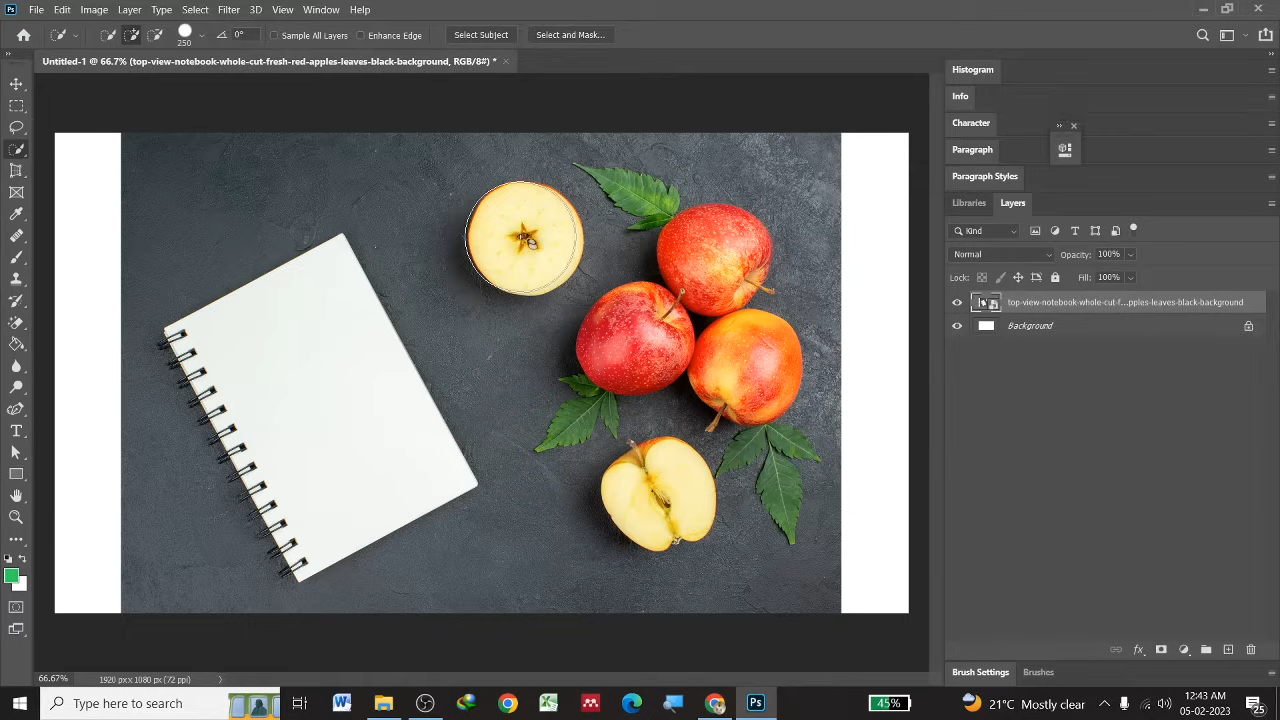 Ps File Edit Image Layer Type Select Filter 3D View Window Help
250 0° Sample All Layers Enhance Edge Select Subject Select and Mask...
Untitled-1 @ 66.7% (top-view-notebook-whole-cut-fresh-red-apples-leaves-black-background, RGB/8#) *
Histogram
Info
Character
Paragraph
Paragraph Styles
Libraries Layers
Kind
Normal Opacity: 100%
Lock: Fill: 100%
top-view-notebook-whole-cut-f...pples-leaves-black-background
Background
66.67% 1920 px x 1080 px (72 ppi)
Brush Settings Brushes
Type here to search
45%
21°C Mostly clear
12:43 AM
05-02-2023
25